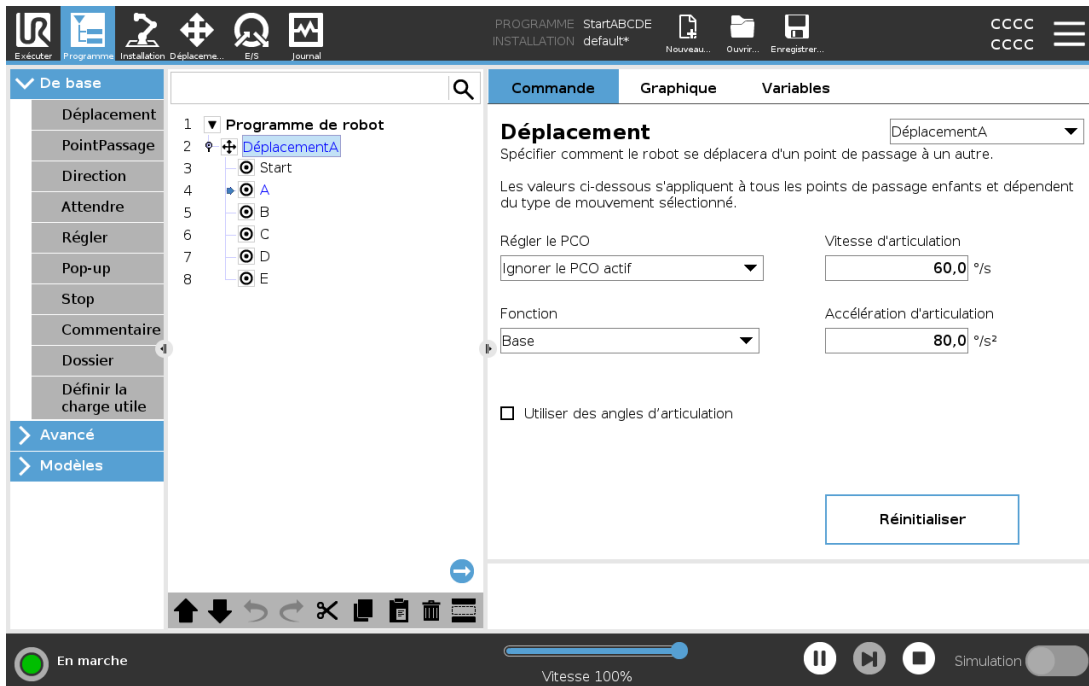 UR
Exécuter
Programme
Installation
Déplaceme...
E/S
Journal
PROGRAMME StartABCDE
INSTALLATION default*
Nouveau...
Ouvrir...
Enregistrer...
CCCC
CCCC
De base
Déplacement
PointPassage
Direction
Attendre
Régler
Pop-up
Stop
Commentaire
Dossier
Définir la
charge utile
Avancé
Modèles
1 Programme de robot
2 DéplacementA
3 Start
4 A
5 B
6 C
7 D
8 E
Commande Graphique Variables
Déplacement
DéplacementA
Spécifier comment le robot se déplacera d'un point de passage à un autre.
Les valeurs ci-dessous s'appliquent à tous les points de passage enfants et dépendent
du type de mouvement sélectionné.
Régler le PCO
Ignorer le PCO actif
Vitesse d'articulation
60,0 °/s
Fonction
Base
Accélération d'articulation
80,0 °/s²
Utiliser des angles d’articulation
Réinitialiser
En marche
Vitesse 100%
Simulation